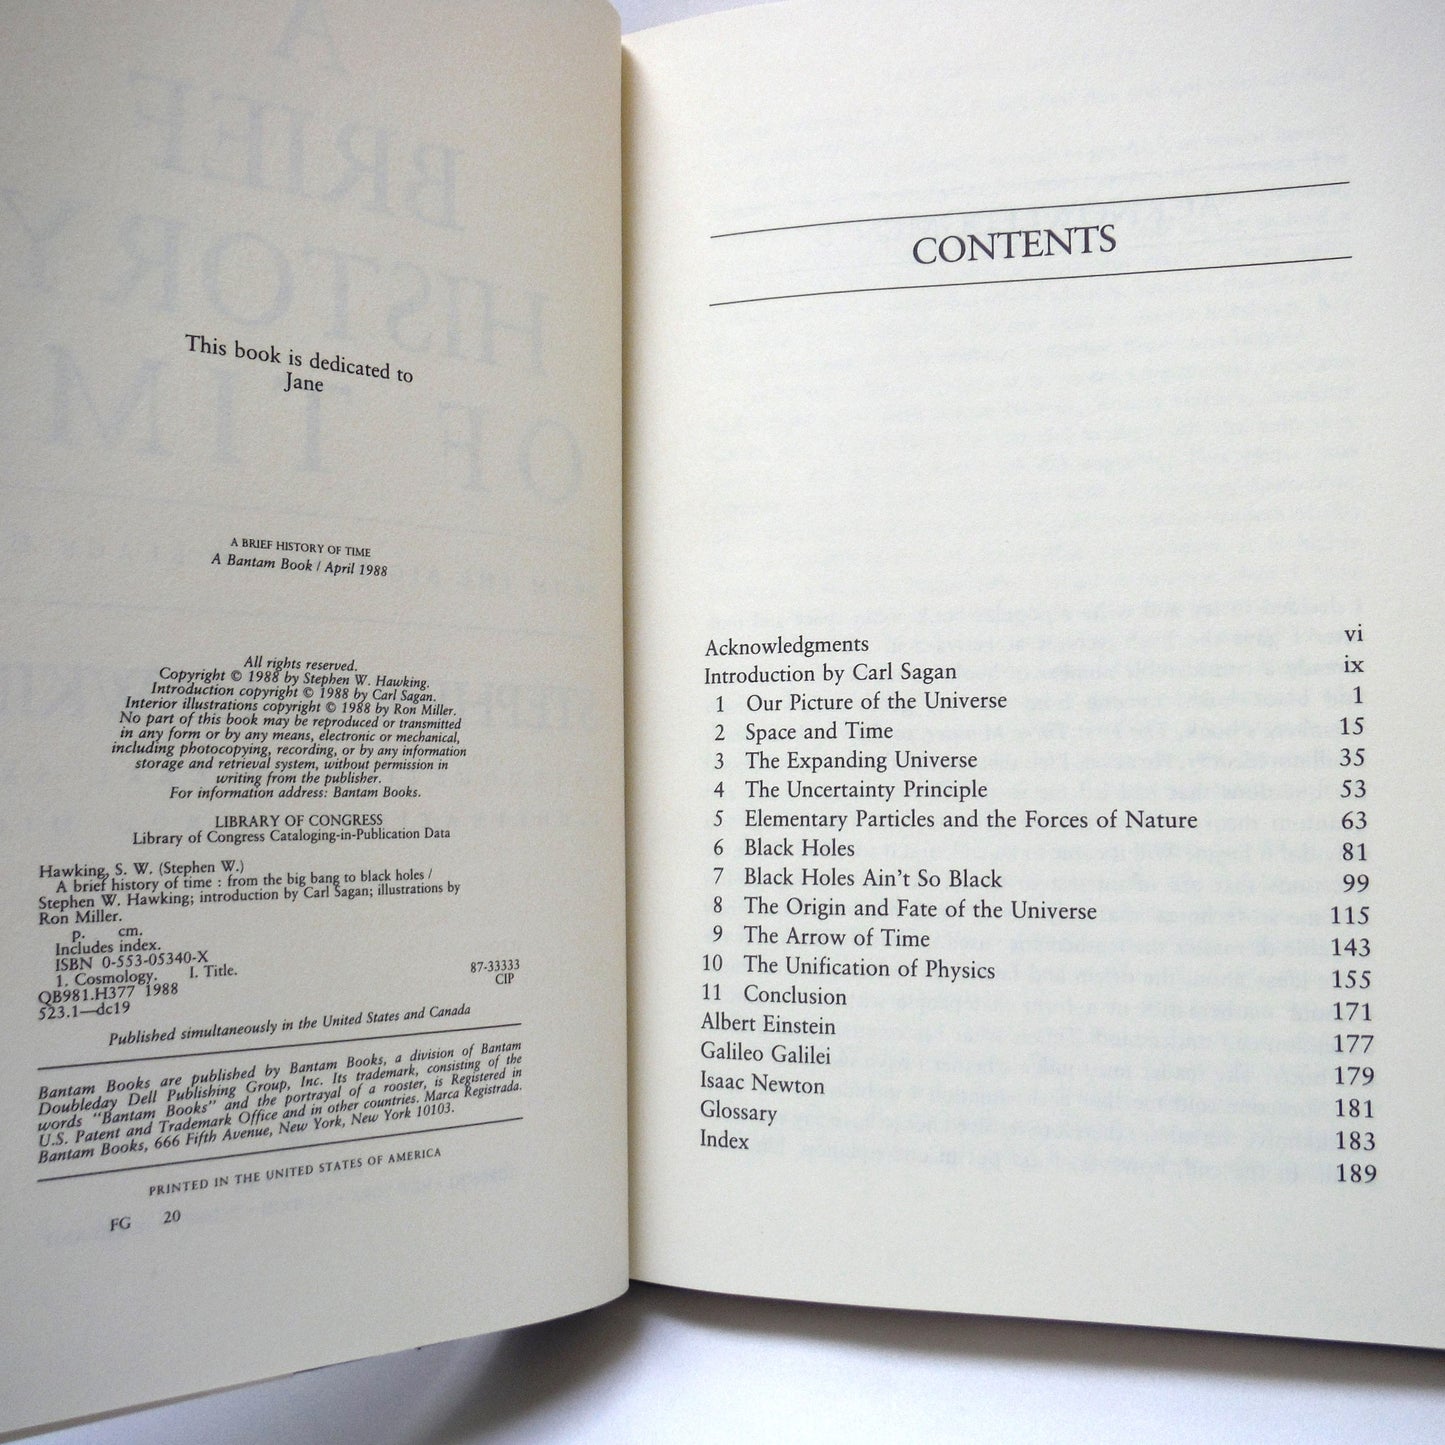 This book is dedicated to
Jane
A BRIEF HISTORY OF TIME
A Bantam Book / April 1988
All rights reserved.
Copyright © 1988 by Stephen W. Hawking.
Introduction copyright © 1988 by Carl Sagan.
Interior illustrations copyright © 1988 by Ron Miller.
No part of this book may be reproduced or transmitted
in any form or by any means, electronic or mechanical,
including photocopying, recording, or by any information
storage and retrieval system, without permission in
writing from the publisher.
For information address: Bantam Books.
LIBRARY OF CONGRESS
Library of Congress Cataloging-in-Publication Data
Hawking, S. W. (Stephen W.)
A brief history of time : from the big bang to black holes /
Stephen W. Hawking; introduction by Carl Sagan; illustrations by
Ron Miller.
p. cm.
Includes index.
ISBN 0-553-05340-X
1. Cosmology. I. Title.
QB981.H377 1988
523.1—dc19
87-33333
CIP
Published simultaneously in the United States and Canada
Bantam Books are published by Bantam Books, a division of Bantam
Doubleday Dell Publishing Group, Inc. Its trademark, consisting of the
words "Bantam Books" and the portrayal of a rooster, is Registered in
U.S. Patent and Trademark Office and in other countries. Marca Registrada.
Bantam Books, 666 Fifth Avenue, New York, New York 10103.
PRINTED IN THE UNITED STATES OF AMERICA
FG 20
CONTENTS
Acknowledgments vi
Introduction by Carl Sagan ix
1 Our Picture of the Universe 1
2 Space and Time 15
3 The Expanding Universe 35
4 The Uncertainty Principle 53
5 Elementary Particles and the Forces of Nature 63
6 Black Holes 81
7 Black Holes Ain't So Black 99
8 The Origin and Fate of the Universe 115
9 The Arrow of Time 143
10 The Unification of Physics 155
11 Conclusion 171
Albert Einstein 177
Galileo Galilei 179
Isaac Newton 181
Glossary 183
Index 189